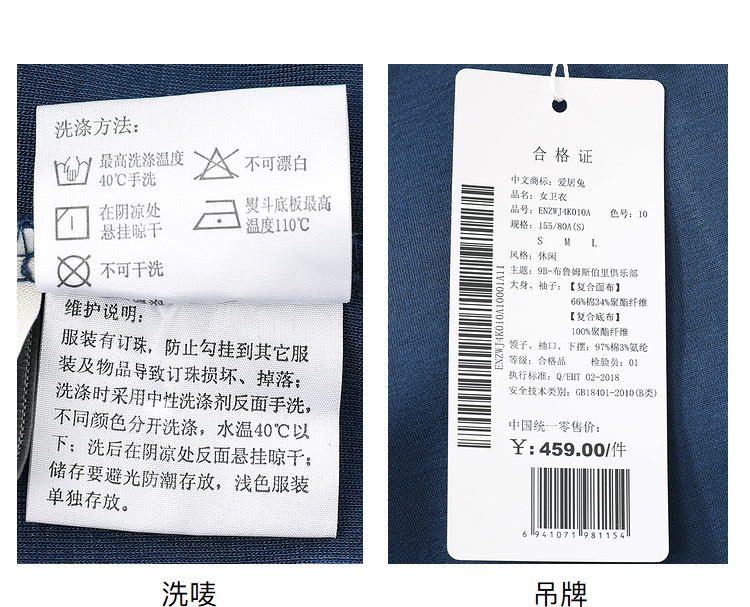 洗涤方法:
最高洗涤温度
40℃手洗
不可漂白
在阴凉处
悬挂晾干
熨斗底板最高
温度110℃
不可干洗
维护说明:
服装有订珠,防止勾挂到其它服
装及物品导致订珠损坏、掉落;
洗涤时采用中性洗涤剂反面手洗,
不同颜色分开洗涤,水温40℃以
下;洗后在阴凉处反面悬挂晾干;
储存要避光防潮存放,浅色服装
单独存放。
洗唛
合格证
中文商标: 爱居兔
品名: 女卫衣
品号: ENZWJ4K010A 色号: 10
规格: 155/80A(S)
S M L
风格: 休闲
主题: 9B-布鲁姆斯伯里俱乐部
大身、袖子: 【复合面布】
66%棉34%聚酯纤维
【复合底布】
100%聚酯纤维
领子、袖口、下摆: 97%棉3%氨纶
等级: 合格品 检验员: 01
执行标准: Q/EHT 02-2018
安全技术类别: GB18401-2010(B类)
中国统一零售价:
¥: 459.00/件
ENZWJ4K010A10001A11
6 941071 981154
吊牌